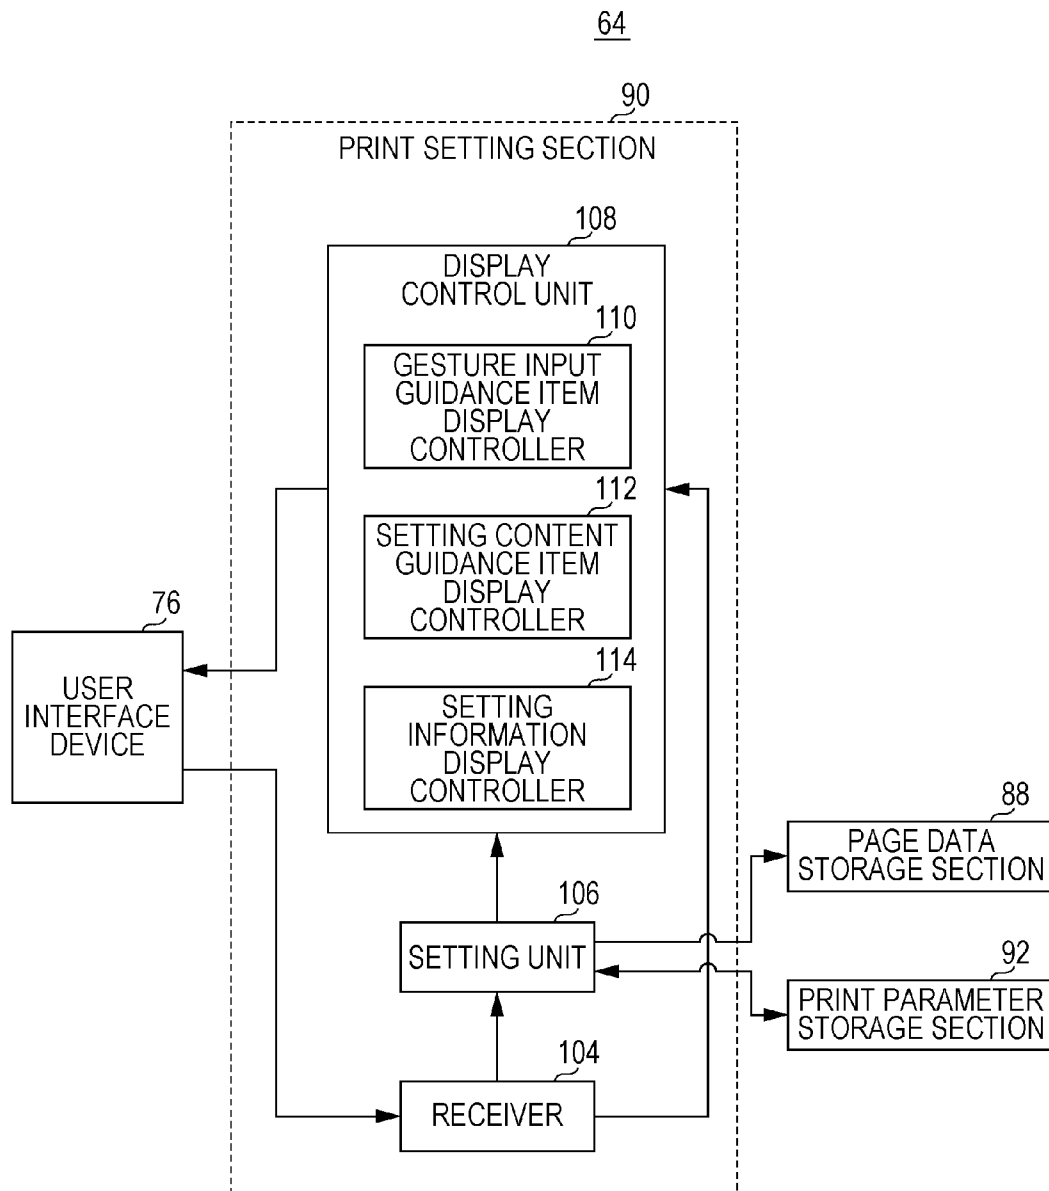 64
90
PRINT SETTING SECTION
108
DISPLAY
CONTROL UNIT
110
GESTURE INPUT
GUIDANCE ITEM
DISPLAY
CONTROLLER
112
SETTING CONTENT
GUIDANCE ITEM
DISPLAY
CONTROLLER
76
USER
INTERFACE
DEVICE
114
SETTING
INFORMATION
DISPLAY
CONTROLLER
88
PAGE DATA
STORAGE SECTION
106
SETTING UNIT
92
PRINT PARAMETER
STORAGE SECTION
104
RECEIVER